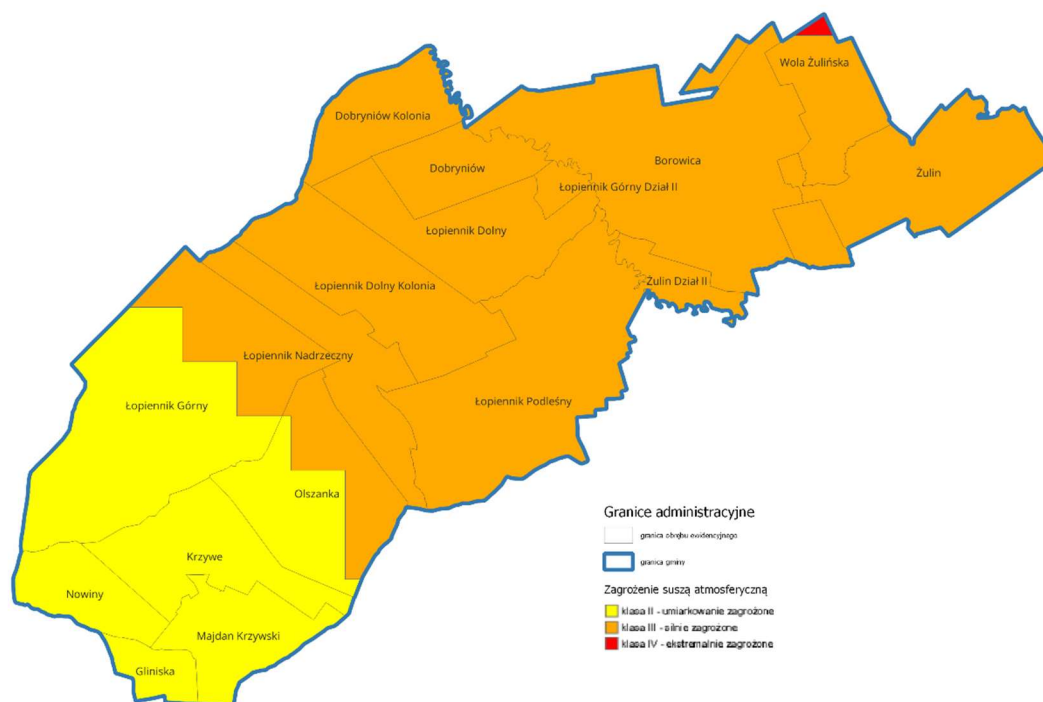 Wola Żulińska
Dobryniów Kolonia
Dobryniów
Borowica
Żulin
Łopiennik Górny Dział II
Łopiennik Dolny
Żulin Dział II
Łopiennik Dolny Kolonia
Łopiennik Nadrzeczny
Łopiennik Górny
Łopiennik Podleśny
Olszanka
Krzywe
Nowiny
Majdan Krzywski
Gliniska
Granice administracyjne
granica obrębu ewidencyjnego
granica gminy
Zagrożenie suszą atmosferyczną
klasa II - umiarkowanie zagrożone
klasa III - silnie zagrożone
klasa IV - ekstremalnie zagrożone